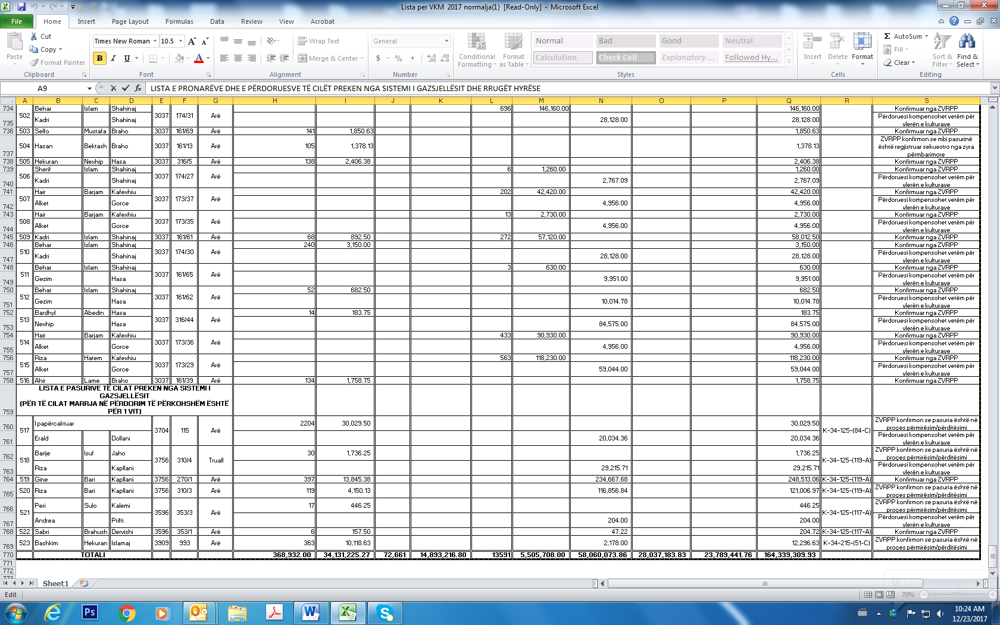 Lista per VKM 2017 normalja(1) [Read-Only] - Microsoft Excel
File Home Insert Page Layout Formulas Data Review View Acrobat
Cut
Copy
Format Painter
Paste
Clipboard
Times New Roman 10.5
B I U
Font
Wrap Text
Merge & Center
Alignment
General
$ % ,
Number
Conditional Formatting
Format as Table
Normal Bad Good Neutral
Calculation Check Cell Explanatory ... Followed Hy...
Styles
Insert Delete Format
Cells
AutoSum
Fill
Clear
Sort & Filter
Find & Select
Editing
A9 LISTA E PRONARËVE DHE E PËRDORUESVE TË CILËT PREKEN NGA SISTEMI I GAZSJELLËSIT DHE RRUGËT HYRËSE
A B C D E F G H I J K L M N O P Q R S
734 502 Behar Islam Shahinaj 3037 174/31 Arë 696 146,160.00 146,160.00 Konfirmuar nga ZVRPP
735 Kadri Shahinaj 28,128.00 28,128.00 Përdoruesi kompensohet vetëm për vlerën e kulturave
736 503 Selfo Mustafa Braho 3037 161/69 Arë 141 1,850.63 1,850.63 Konfirmuar nga ZVRPP
737 504 Hasan Bektash Braho 3037 161/13 Arë 105 1,378.13 1,378.13 ZVRPP konfirmon se mbi pasurinë është regjistruar sekuestro nga zyra përmbarimore
738 505 Hekuran Nexhip Hasa 3037 316/5 Arë 138 2,406.38 2,406.38 Konfirmuar nga ZVRPP
739 506 Sherif Islam Shahinaj 3037 174/27 Arë 6 1,260.00 1,260.00 Konfirmuar nga ZVRPP
740 Kadri Shahinaj 2,767.09 2,767.09 Përdoruesi kompensohet vetëm për vlerën e kulturave
741 507 Hair Barjam Kafexhiu 3037 173/37 Arë 202 42,420.00 42,420.00 Konfirmuar nga ZVRPP
742 Alket Gorce 4,956.00 4,956.00 Përdoruesi kompensohet vetëm për vlerën e kulturave
743 508 Hair Barjam Kafexhiu 3037 173/35 Arë 13 2,730.00 2,730.00 Konfirmuar nga ZVRPP
744 Alket Gorce 4,956.00 4,956.00 Përdoruesi kompensohet vetëm për vlerën e kulturave
745 509 Kadri Islam Shahinaj 3037 161/61 Arë 68 892.50 272 57,120.00 58,012.50 Konfirmuar nga ZVRPP
746 510 Behar Islam Shahinaj 3037 174/30 Arë 240 3,150.00 3,150.00 Konfirmuar nga ZVRPP
747 Kadri Shahinaj 28,128.00 28,128.00 Përdoruesi kompensohet vetëm për vlerën e kulturave
748 511 Behar Islam Shahinaj 3037 161/65 Arë 3 630.00 630.00 Konfirmuar nga ZVRPP
749 Gezim Hasa 9,951.00 9,951.00 Përdoruesi kompensohet vetëm për vlerën e kulturave
750 512 Behar Islam Shahinaj 3037 161/62 Arë 52 682.50 682.50 Konfirmuar nga ZVRPP
751 Gezim Hasa 10,014.78 10,014.78 Përdoruesi kompensohet vetëm për vlerën e kulturave
752 513 Bardhyl Abedin Hasa 3037 316/44 Arë 14 183.75 183.75 Konfirmuar nga ZVRPP
753 Nexhip Hasa 84,575.00 84,575.00 Përdoruesi kompensohet vetëm për vlerën e kulturave
754 514 Hair Barjam Kafexhiu 3037 173/36 Arë 433 90,930.00 90,930.00 Konfirmuar nga ZVRPP
755 Alket Gorce 4,956.00 4,956.00 Përdoruesi kompensohet vetëm për vlerën e kulturave
756 515 Riza Hatem Kafexhiu 3037 173/29 Arë 563 118,230.00 118,230.00 Konfirmuar nga ZVRPP
757 Alket Gorce 59,044.00 59,044.00 Përdoruesi kompensohet vetëm për vlerën e kulturave
758 516 Ahir Lame Braho 3037 161/39 Arë 134 1,758.75 1,758.75 Konfirmuar nga ZVRPP
LISTA E PASURIVE TË CILAT PREKEN NGA SISTEMI I
GAZSJELLËSIT
(PËR TË CILAT MARRJA NË PËRDORIM TË PËRKOHSHËM ËSHTË
759 PËR 1 VIT)
760 517 I papërcaktuar 3704 115 Arë 2204 30,029.50 30,029.50 K-34-125-(84-C) ZVRPP konfirmon se pasuria është në proçes përmirësim/përditësimi
761 Erald Dollani 20,034.36 20,034.36 Përdoruesi kompensohet vetëm për vlerën e kulturave
762 518 Barije Isuf Jaho 3756 310/4 Truall 30 1,736.25 1,736.25 K-34-125-(119-A) ZVRPP konfirmon se pasuria është në proçes përmirësim/përditësimi
763 Riza Kapllani 29,215.71 29,215.71 Përdoruesi kompensohet vetëm për vlerën e kulturave
764 519 Gine Bari Kapllani 3756 270/1 Arë 397 13,845.38 234,667.68 248,513.06 K-34-125-(119-A) Konfirmuar nga ZVRPP
765 520 Riza Bari Kapllani 3756 310/3 Arë 119 4,150.13 116,856.84 121,006.97 K-34-125-(119-A) ZVRPP konfirmon se pasuria është në proçes përmirësim/përditësimi
766 521 Peri Sulo Kalemi 3596 353/3 Arë 17 446.25 446.25 K-34-125-(117-A) ZVRPP konfirmon se pasuria është në proçes përmirësim/përditësimi
767 Andrea Prifti 204.00 204.00 Përdoruesi kompensohet vetëm për vlerën e kulturave
768 522 Sabri Brahush Dervishi 3596 353/1 Arë 6 157.50 47.22 204.72 K-34-125-(117-A) Konfirmuar nga ZVRPP
769 523 Bashkim Hekuran Islamaj 3909 993 Arë 363 10,118.63 2,178.00 12,296.63 K-34-215-(51-C) ZVRPP konfirmon se pasuria është në proçes përmirësim/përditësimi
770 TOTALI 368,932.00 34,131,225.27 72,661 14,893,216.80 13591 5,505,708.00 58,060,073.86 28,037,183.83 23,789,441.76 164,339,309.93
771
772
773
Sheet1
Edit 70%
10:24 AM
12/23/2017